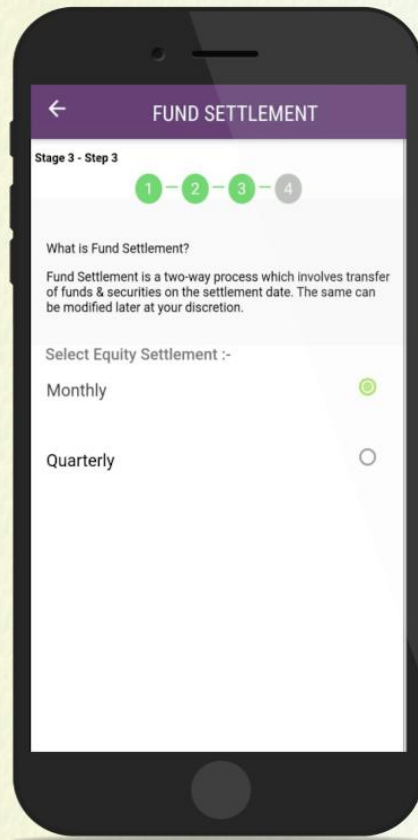 FUND SETTLEMENT
Stage 3 - Step 3
1 2 3 4
What is Fund Settlement?
Fund Settlement is a two-way process which involves transfer
of funds & securities on the settlement date. The same can
be modified later at your discretion.
Select Equity Settlement :-
Monthly
Quarterly